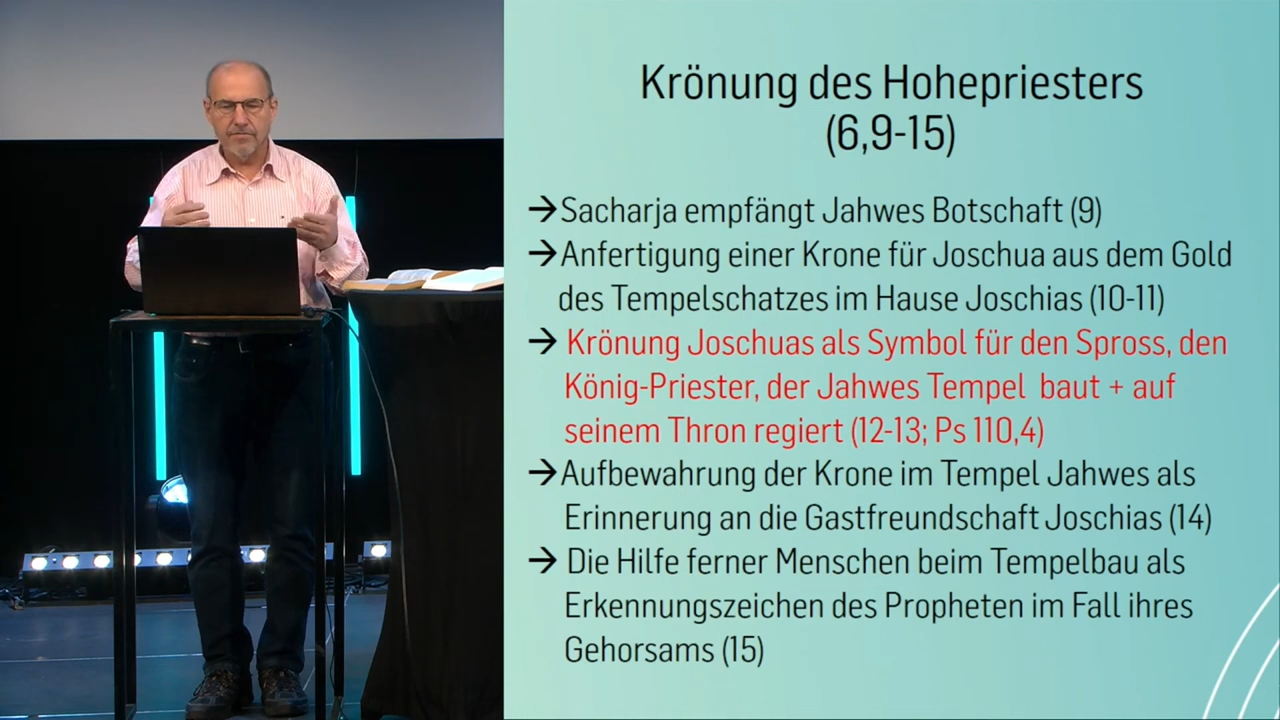 Krönung des Hohepriesters
(6,9-15)
→Sacharja empfängt Jahwes Botschaft (9)
→Anfertigung einer Krone für Joschua aus dem Gold
des Tempelschatzes im Hause Joschias (10-11)
→ Krönung Joschuas als Symbol für den Spross, den
König-Priester, der Jahwes Tempel baut + auf
seinem Thron regiert (12-13; Ps 110,4)
→Aufbewahrung der Krone im Tempel Jahwes als
Erinnerung an die Gastfreundschaft Joschias (14)
→ Die Hilfe ferner Menschen beim Tempelbau als
Erkennungszeichen des Propheten im Fall ihres
Gehorsams (15)